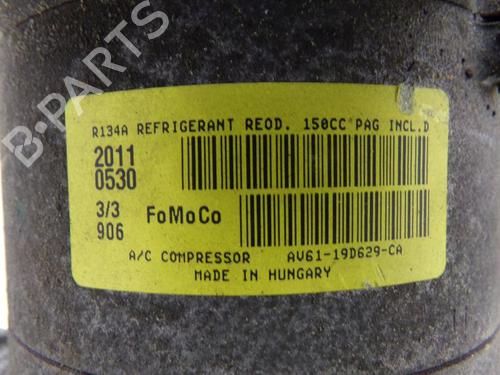 B-PARTS
R134A REFRIGERANT REOD. 150CC PAG INCL.D
2011
0530
3/3 FoMoCo
906
A/C COMPRESSOR AV61-19D629-CA
MADE IN HUNGARY